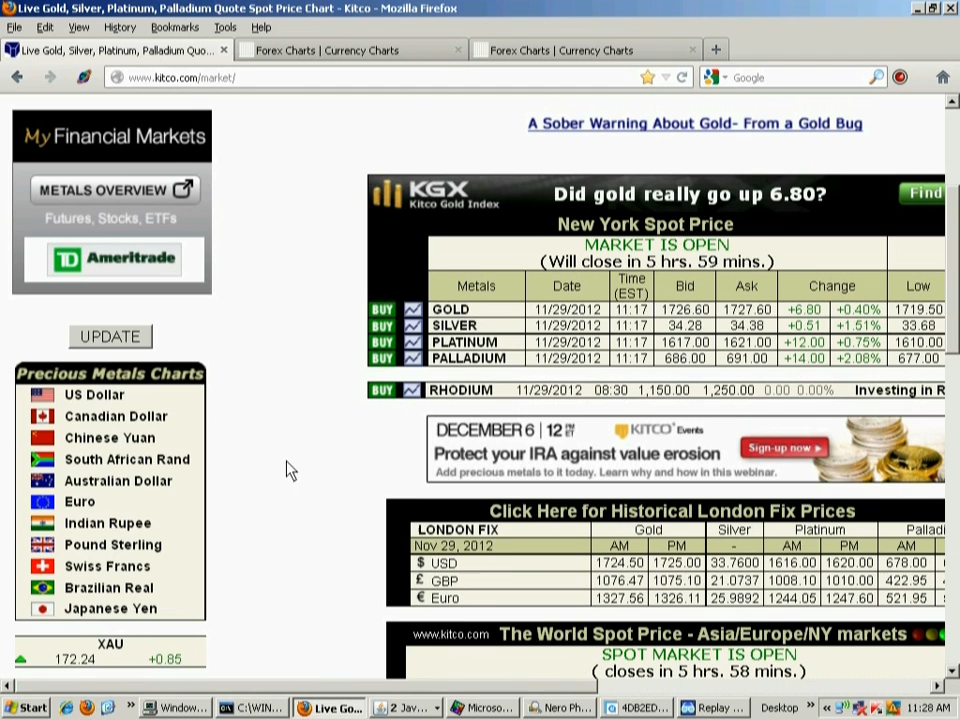 Live Gold, Silver, Platinum, Palladium Quote Spot Price Chart - Kitco - Mozilla Firefox
File Edit View History Bookmarks Tools Help
Live Gold, Silver, Platinum, Palladium Quo... Forex Charts | Currency Charts Forex Charts | Currency Charts
www.kitco.com/market/ Google
My Financial Markets
METALS OVERVIEW
Futures, Stocks, ETFs
TD Ameritrade
UPDATE
Precious Metals Charts
US Dollar
Canadian Dollar
Chinese Yuan
South African Rand
Australian Dollar
Euro
Indian Rupee
Pound Sterling
Swiss Francs
Brazilian Real
Japanese Yen
XAU
172.24 +0.85
A Sober Warning About Gold- From a Gold Bug
KGX
Kitco Gold Index
Did gold really go up 6.80?
Find
New York Spot Price
MARKET IS OPEN
(Will close in 5 hrs. 59 mins.)
Metals Date Time (EST) Bid Ask Change Low
BUY GOLD 11/29/2012 11:17 1726.60 1727.60 +6.80 +0.40% 1719.50
BUY SILVER 11/29/2012 11:17 34.28 34.38 +0.51 +1.51% 33.68
BUY PLATINUM 11/29/2012 11:17 1617.00 1621.00 +12.00 +0.75% 1610.00
BUY PALLADIUM 11/29/2012 11:17 686.00 691.00 +14.00 +2.08% 677.00
BUY RHODIUM 11/29/2012 08:30 1,150.00 1,250.00 0.00 0.00% Investing in R
DECEMBER 6 | 12 KITCO Events
Protect your IRA against value erosion
Sign-up now
Add precious metals to it today. Learn why and how in this webinar.
Click Here for Historical London Fix Prices
LONDON FIX Gold Silver Platinum Palladi
Nov 29, 2012 AM PM - AM PM AM
$ USD 1724.50 1725.00 33.7600 1616.00 1620.00 678.00
£ GBP 1076.47 1075.10 21.0737 1008.10 1010.00 422.95
€ Euro 1327.56 1326.11 25.9892 1244.05 1247.60 521.95
www.kitco.com The World Spot Price - Asia/Europe/NY markets
SPOT MARKET IS OPEN
( closes in 5 hrs. 58 mins.)
Start Window... C:\WIN... Live Go... 2 Jav... Microso... Nero Ph... 4DB2ED... Replay ... Desktop 11:28 AM